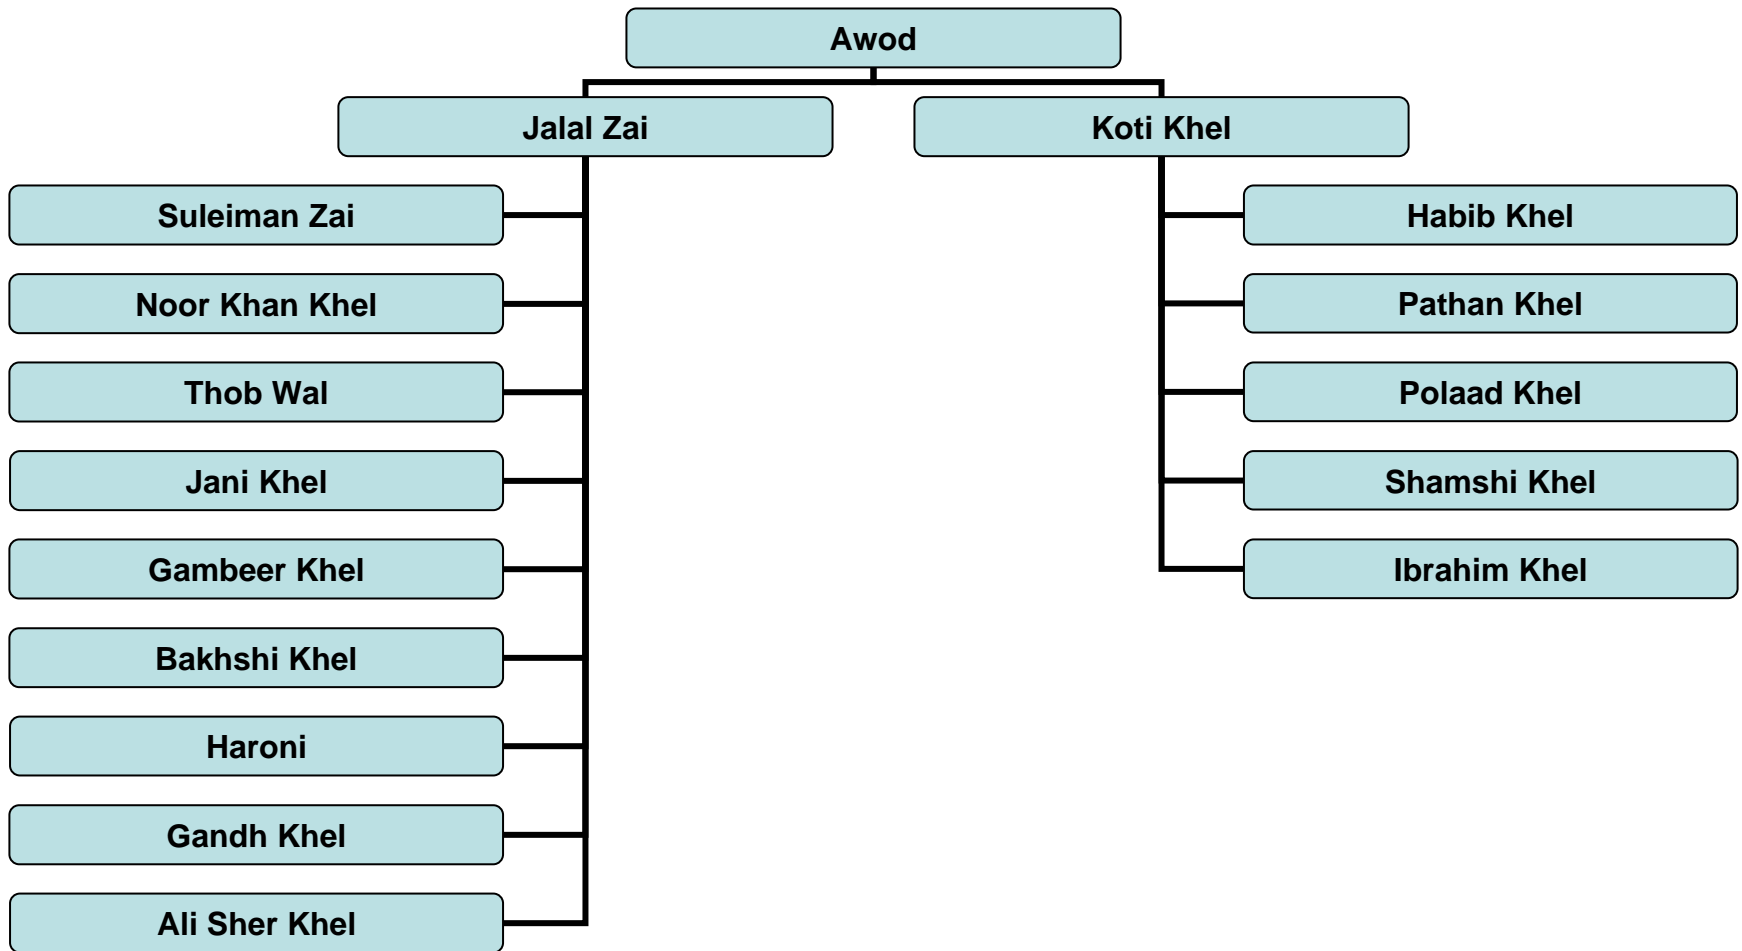 Awod
Jalal Zai
Koti Khel
Suleiman Zai
Noor Khan Khel
Thob Wal
Jani Khel
Gambeer Khel
Bakhshi Khel
Haroni
Gandh Khel
Ali Sher Khel
Habib Khel
Pathan Khel
Polaad Khel
Shamshi Khel
Ibrahim Khel